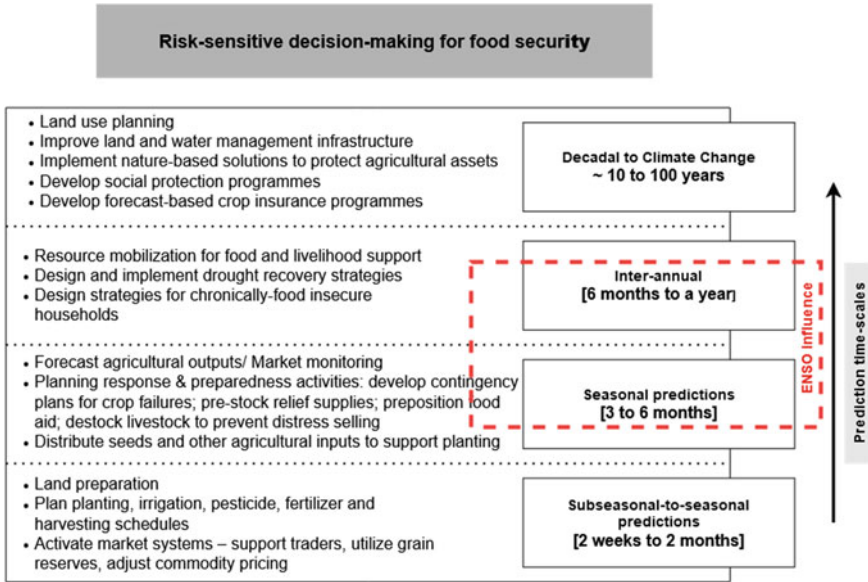 Risk-sensitive decision-making for food security
• Land use planning
• Improve land and water management infrastructure
• Implement nature-based solutions to protect agricultural assets
• Develop social protection programmes
• Develop forecast-based crop insurance programmes
Decadal to Climate Change
~ 10 to 100 years
• Resource mobilization for food and livelihood support
• Design and implement drought recovery strategies
• Design strategies for chronically-food insecure
households
Inter-annual
[6 months to a year]
• Forecast agricultural outputs/ Market monitoring
• Planning response & preparedness activities: develop contingency
plans for crop failures; pre-stock relief supplies; preposition food
aid; destock livestock to prevent distress selling
• Distribute seeds and other agricultural inputs to support planting
Seasonal predictions
[3 to 6 months]
• Land preparation
• Plan planting, irrigation, pesticide, fertilizer and
harvesting schedules
• Activate market systems – support traders, utilize grain
reserves, adjust commodity pricing
Subseasonal-to-seasonal
predictions
[2 weeks to 2 months]
ENSO Influence
Prediction time-scales